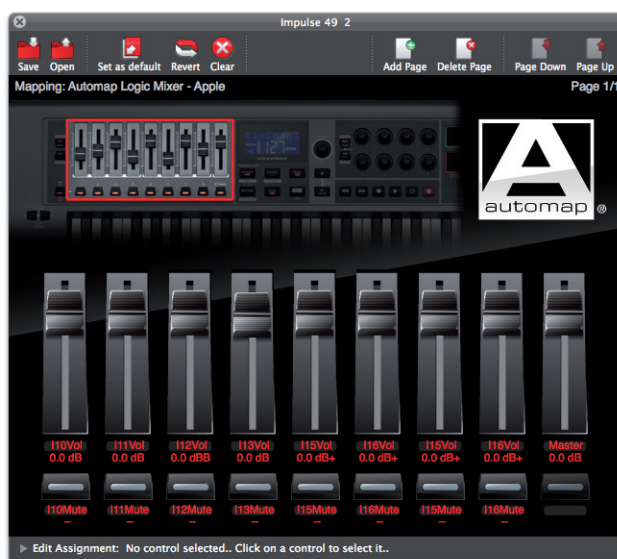 Impulse 49 2
Save Open Set as default Revert Clear Add Page Delete Page Page Down Page Up
Mapping: Automap Logic Mixer - Apple Page 1/1
A
automap ®
I10Vol I11Vol I12Vol I13Vol I15Vol I16Vol I15Vol I16Vol Master
0.0 dB 0.0 dB 0.0 dBB 0.0 dB 0.0 dB+ 0.0 dB+ 0.0 dB+ 0.0 dB+ 0.0 dB
I10Mute I11Mute I12Mute I13Mute I15Mute I16Mute I15Mute I16Mute
-- -- -- -- -- -- -- --
Edit Assignment: No control selected.. Click on a control to select it..